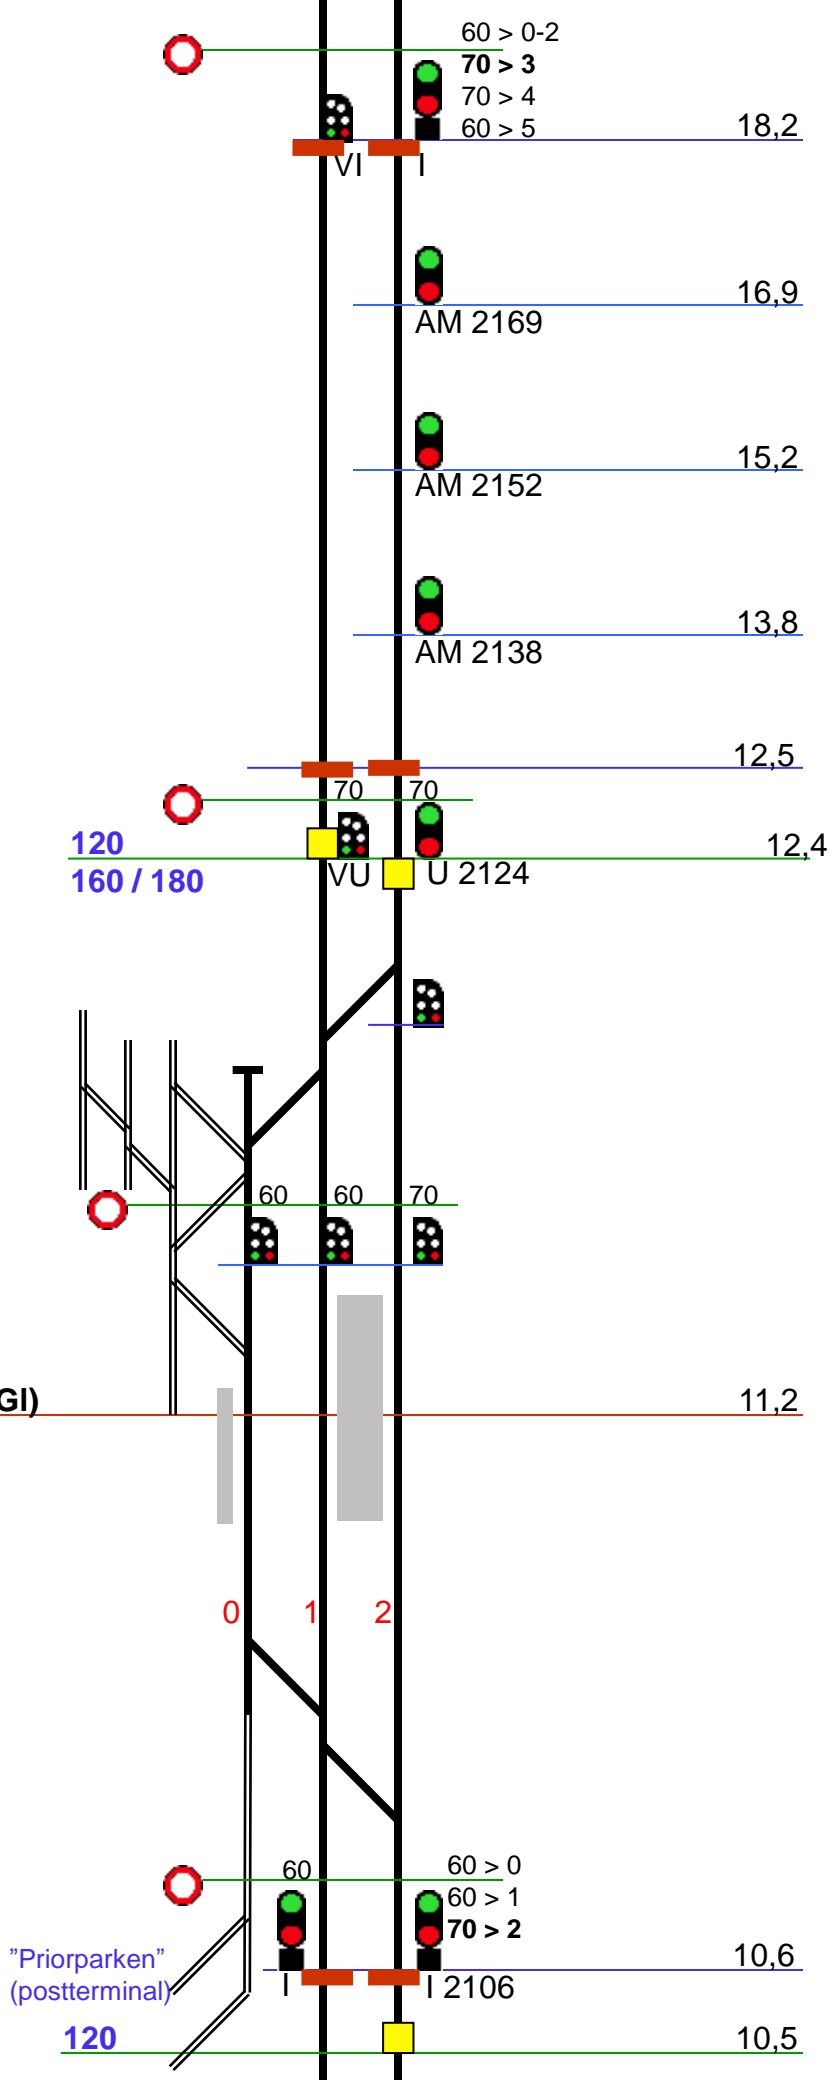 60 > 0-2
70 > 3
70 > 4
60 > 5
18,2
VI
I
16,9
AM 2169
15,2
AM 2152
13,8
AM 2138
12,5
70
70
120
12,4
160 / 180
VU
U 2124
60
60
70
GI)
11,2
0
1
2
60
60 > 0
60 > 1
70 > 2
"Priorparken"
10,6
(postterminal)
I
I 2106
120
10,5